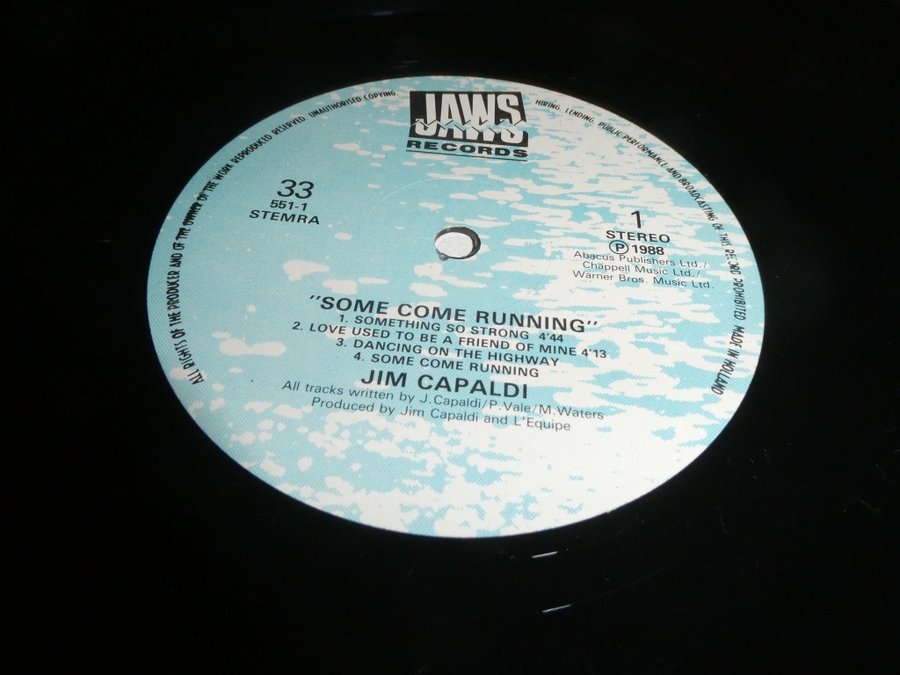 JAWS
RECORDS
ALL RIGHTS OF THE PRODUCER AND OF THE OWNER OF THE WORK REPRODUCED RESERVED. UNAUTHORISED COPYING,
HIRING, LENDING, PUBLIC PERFORMANCE AND BROADCASTING OF THIS RECORD PROHIBITED. MADE IN HOLLAND
33
551-1
STEMRA
1
STEREO
Ⓟ 1988
Abacus Publishers Ltd./
Chappell Music Ltd./
Warner Bros. Music Ltd.
"SOME COME RUNNING"
1. SOMETHING SO STRONG 4'44
2. LOVE USED TO BE A FRIEND OF MINE 4'13
3. DANCING ON THE HIGHWAY
4. SOME COME RUNNING
JIM CAPALDI
All tracks written by J.Capaldi/P.Vale/M.Waters
Produced by Jim Capaldi and L'Equipe